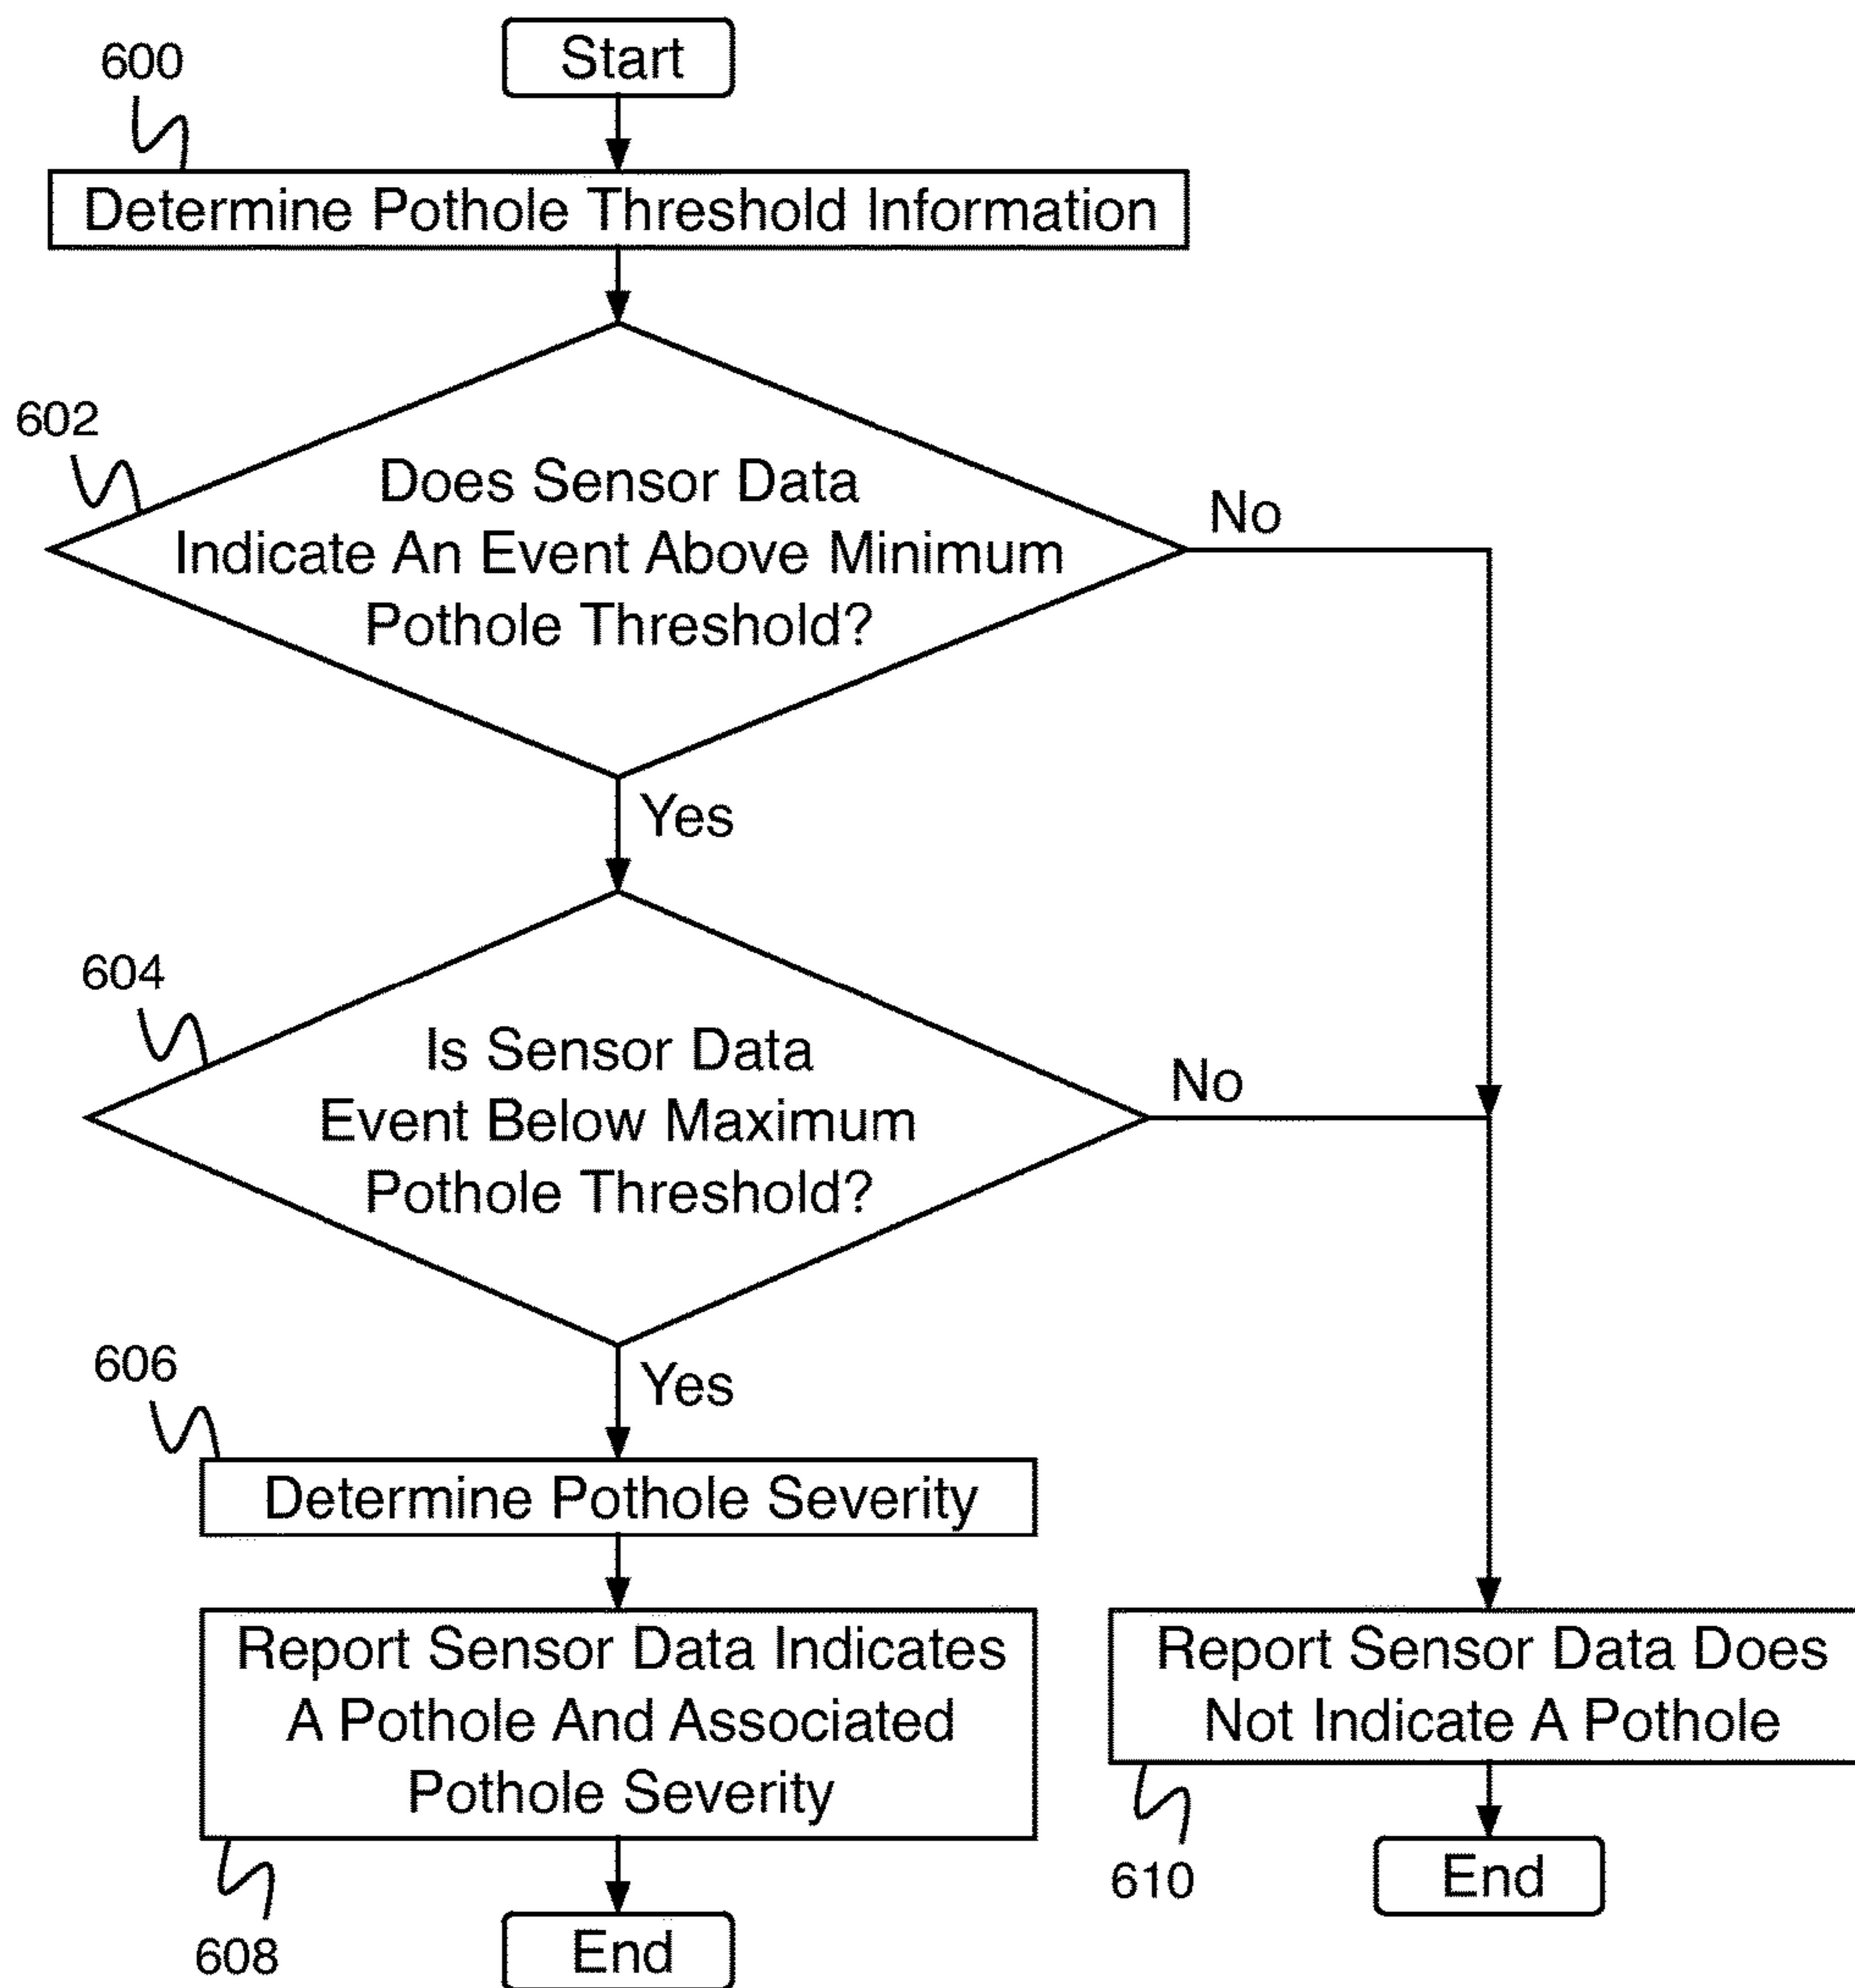 Start
600
Determine Pothole Threshold Information
602
Does Sensor Data
Indicate An Event Above Minimum
Pothole Threshold?
No
Yes
604
Is Sensor Data
Event Below Maximum
Pothole Threshold?
No
Yes
606
Determine Pothole Severity
Report Sensor Data Indicates
A Pothole And Associated
Pothole Severity
608
End
Report Sensor Data Does
Not Indicate A Pothole
610
End